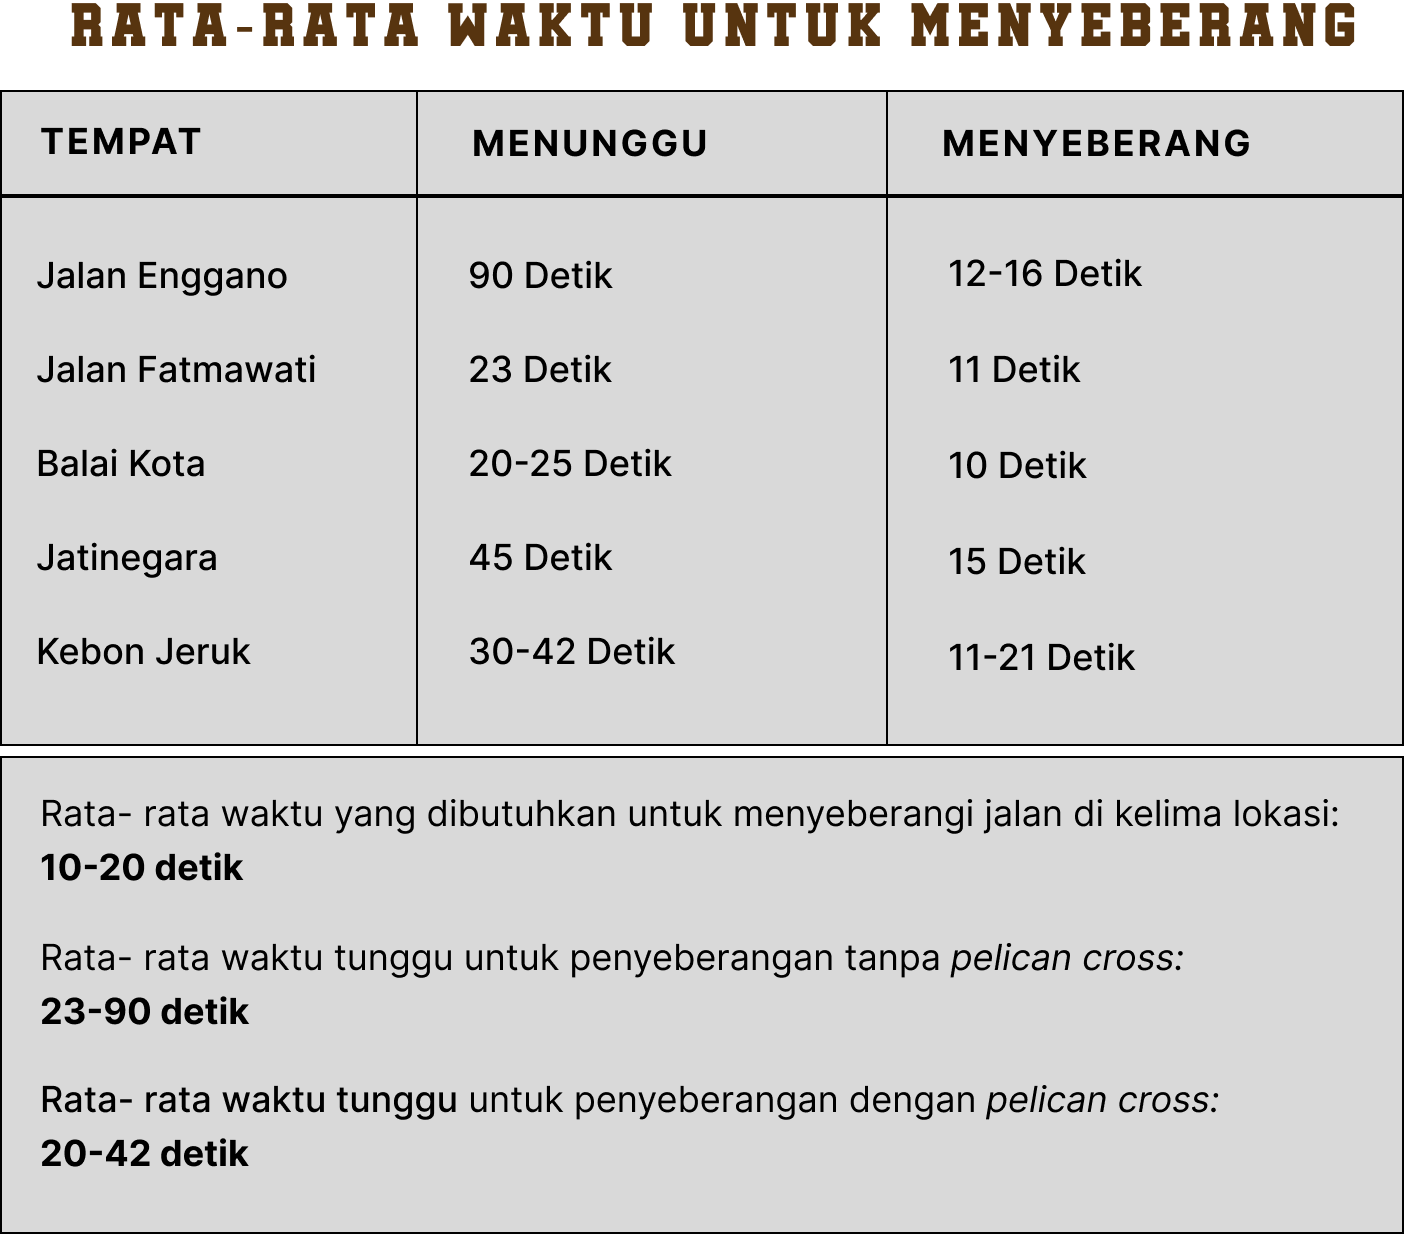 RATA-RATA WAKTU UNTUK MENYEBERANG
TEMPAT MENUNGGU MENYEBERANG
Jalan Enggano 90 Detik 12-16 Detik
Jalan Fatmawati 23 Detik 11 Detik
Balai Kota 20-25 Detik 10 Detik
Jatinegara 45 Detik 15 Detik
Kebon Jeruk 30-42 Detik 11-21 Detik
Rata- rata waktu yang dibutuhkan untuk menyeberangi jalan di kelima lokasi:
10-20 detik
Rata- rata waktu tunggu untuk penyeberangan tanpa pelican cross:
23-90 detik
Rata- rata waktu tunggu untuk penyeberangan dengan pelican cross:
20-42 detik